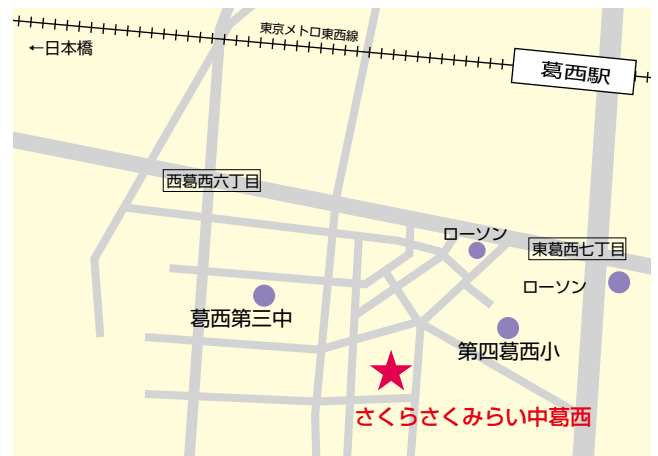 東京メトロ東西線
←日本橋
葛西駅
西葛西六丁目
ローソン
東葛西七丁目
ローソン
葛西第三中
第四葛西小
さくらさくみらい中葛西